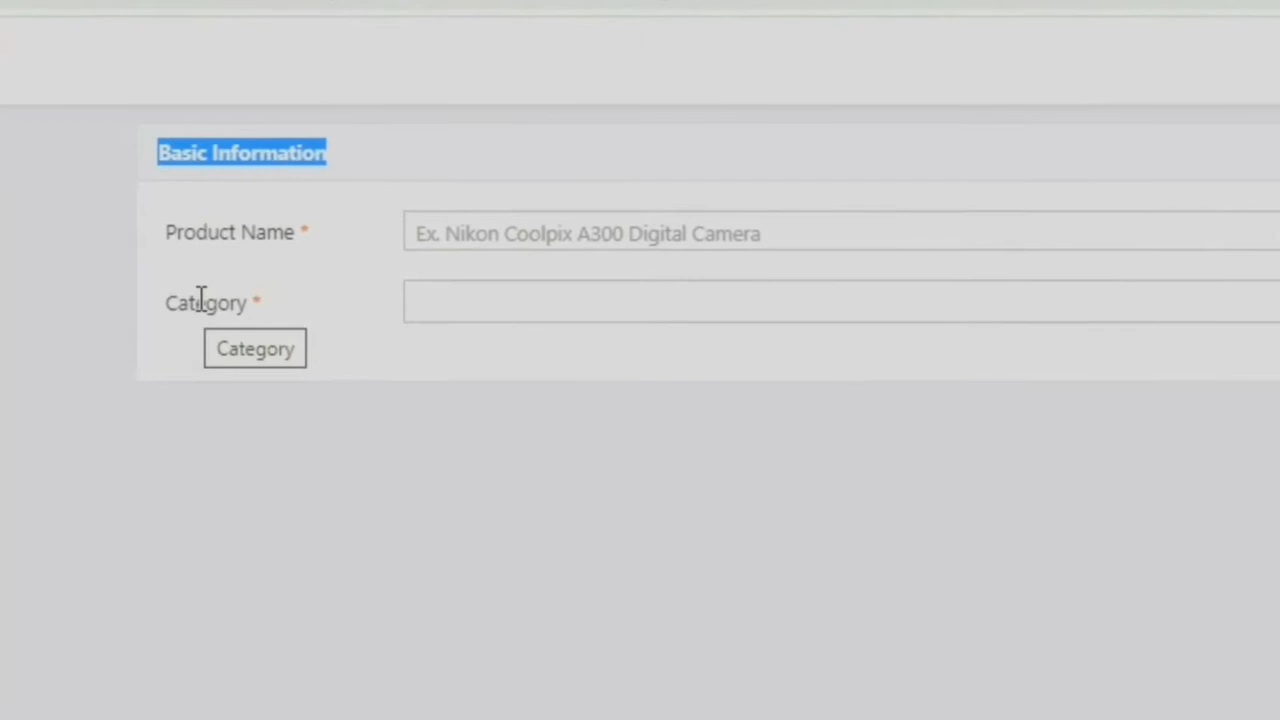 Basic Information
Product Name *
Ex. Nikon Coolpix A300 Digital Camera
Category *
Category